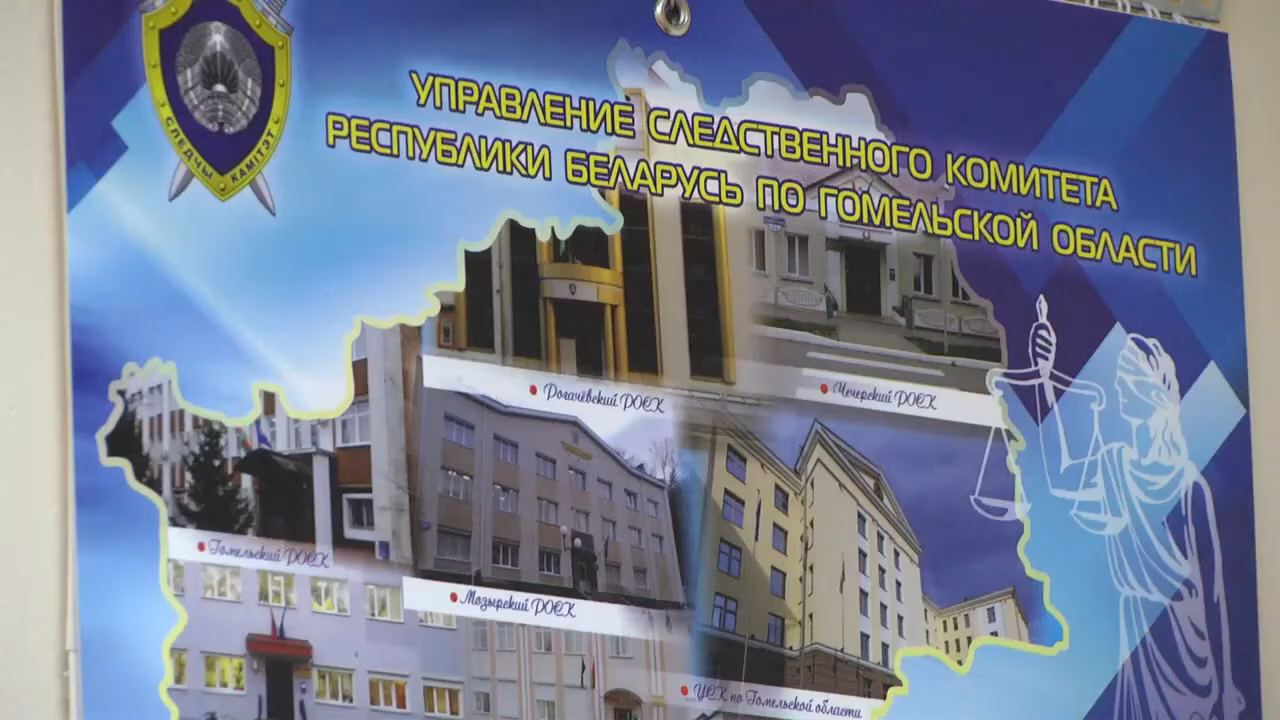 СЛЕДЧЫ КАМІТЭТ
УПРАВЛЕНИЕ СЛЕДСТВЕННОГО КОМИТЕТА
РЕСПУБЛИКИ БЕЛАРУСЬ ПО ГОМЕЛЬСКОЙ ОБЛАСТИ
Рогачёвский РОСК
Чечерский РОСК
Гомельский РОСК
Мозырский РОСК
УСК по Гомельской области